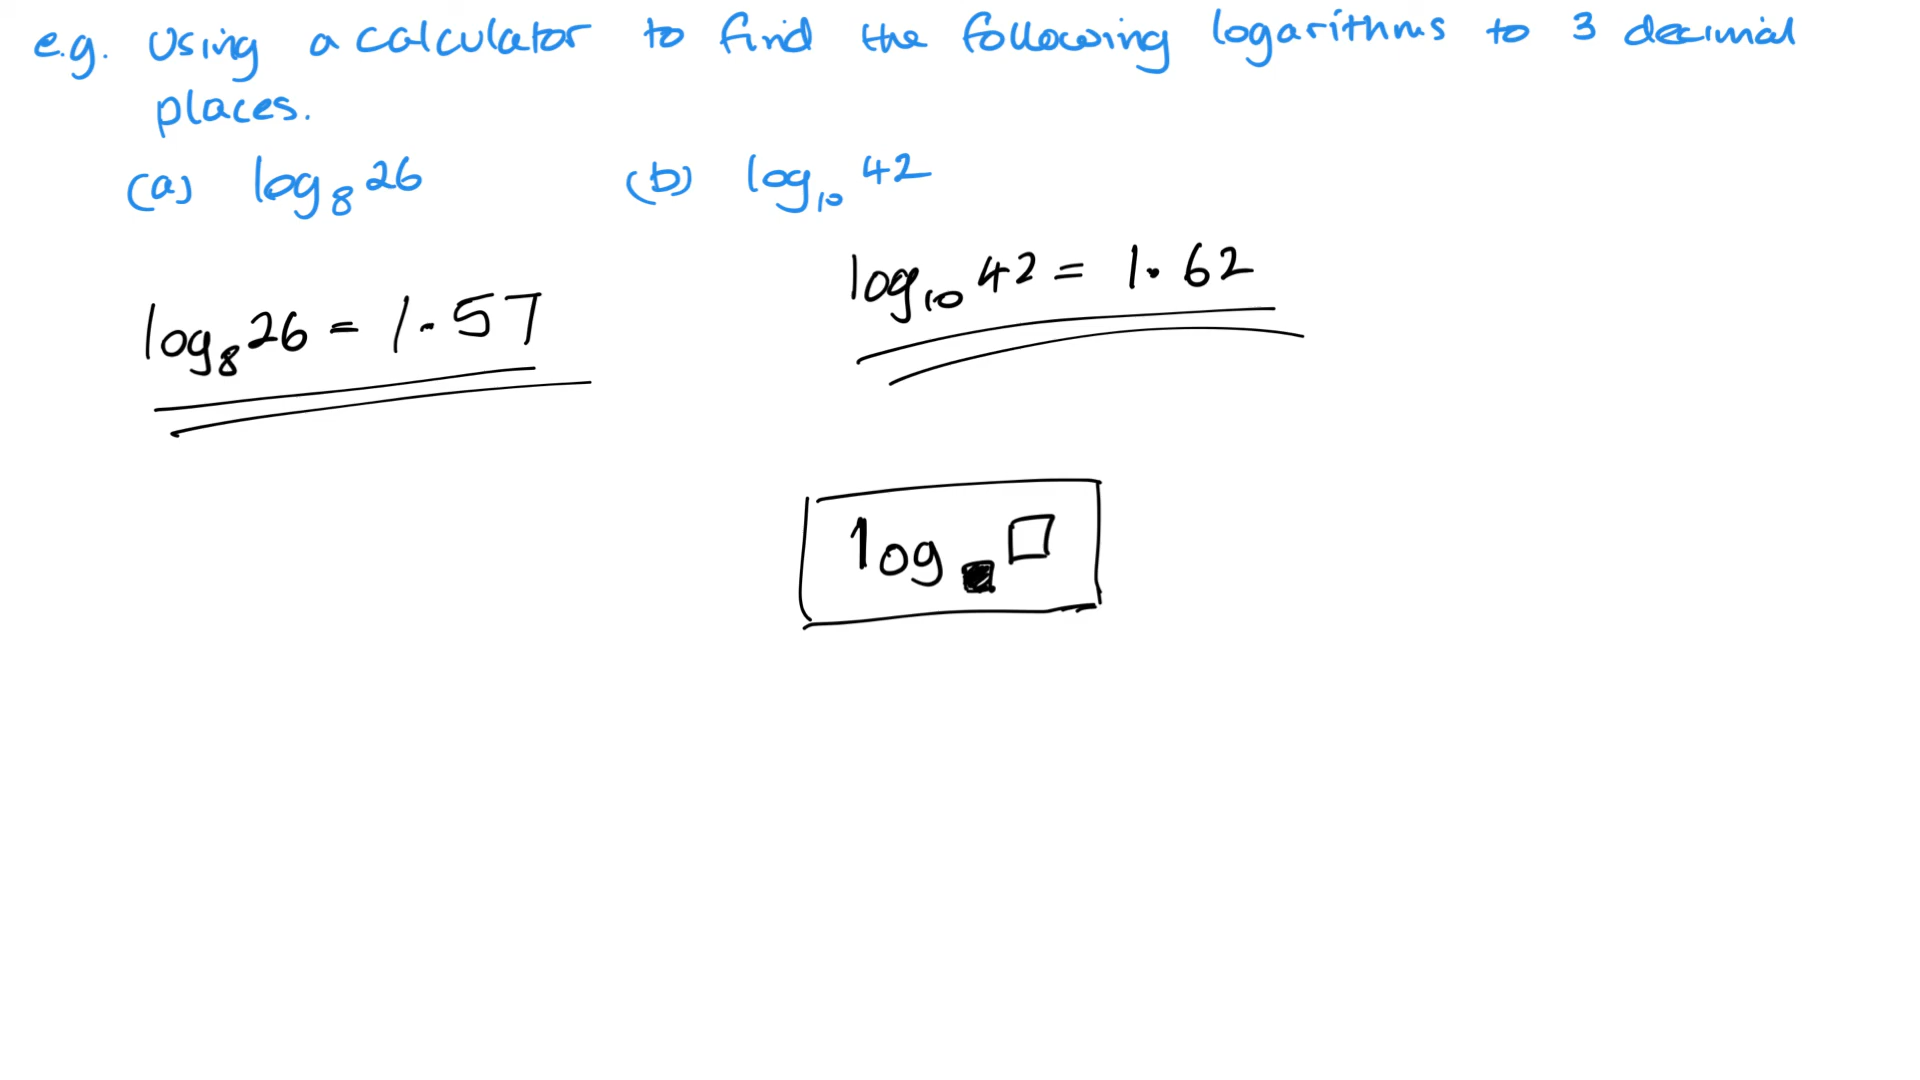 e.g. Using a calculator to find the following logarithms to 3 decimal
places.
(a) log₈ 26 (b) log₁₀ 42
log₁₀ 42 = 1.62
log₈ 26 = 1.57
log■ □